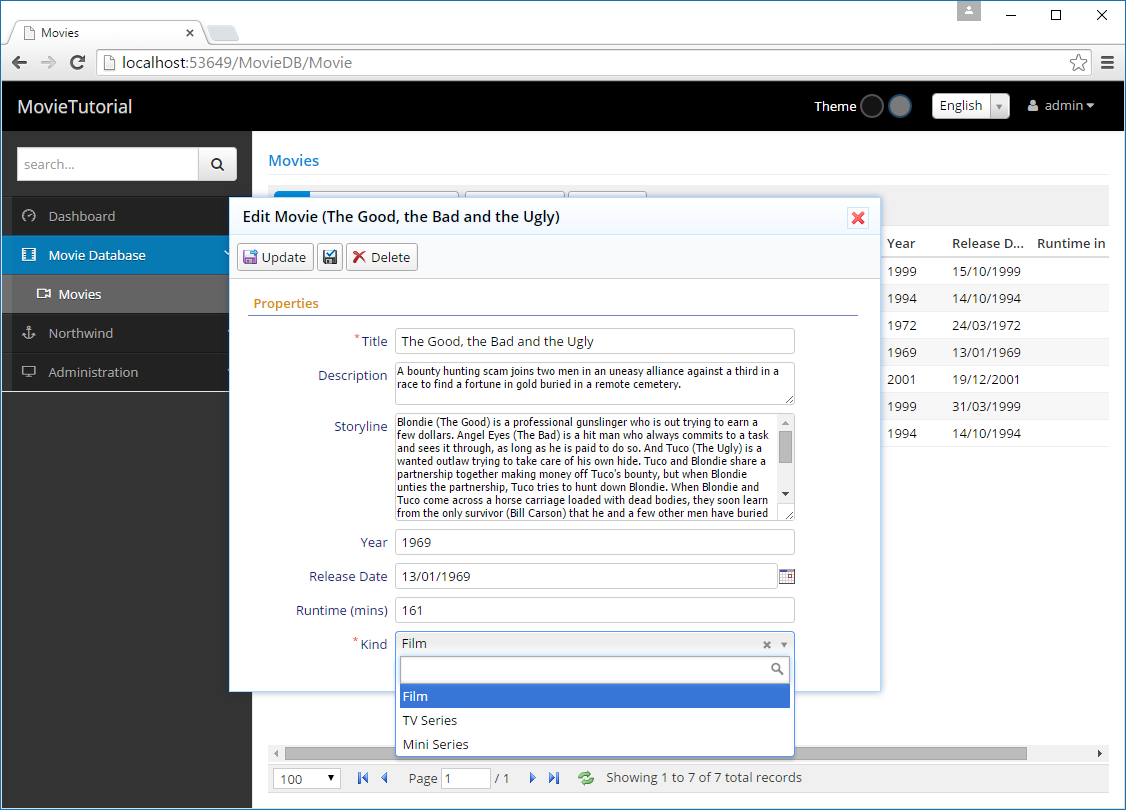 Movies
localhost:53649/MovieDB/Movie
MovieTutorial
Theme
English
admin
search...
Movies
Dashboard
Movie Database
Movies
Northwind
Administration
Edit Movie (The Good, the Bad and the Ugly)
Update
Delete
Properties
*Title
The Good, the Bad and the Ugly
Description
A bounty hunting scam joins two men in an uneasy alliance against a third in a
race to find a fortune in gold buried in a remote cemetery.
Storyline
Blondie (The Good) is a professional gunslinger who is out trying to earn a
few dollars. Angel Eyes (The Bad) is a hit man who always commits to a task
and sees it through, as long as he is paid to do so. And Tuco (The Ugly) is a
wanted outlaw trying to take care of his own hide. Tuco and Blondie share a
partnership together making money off Tuco's bounty, but when Blondie
unties the partnership, Tuco tries to hunt down Blondie. When Blondie and
Tuco come across a horse carriage loaded with dead bodies, they soon learn
from the only survivor (Bill Carson) that he and a few other men have buried
Year
1969
Release Date
13/01/1969
Runtime (mins)
161
*Kind
Film
Film
TV Series
Mini Series
Year Release D... Runtime in
1999 15/10/1999
1994 14/10/1994
1972 24/03/1972
1969 13/01/1969
2001 19/12/2001
1999 31/03/1999
1994 14/10/1994
100 Page 1 / 1 Showing 1 to 7 of 7 total records